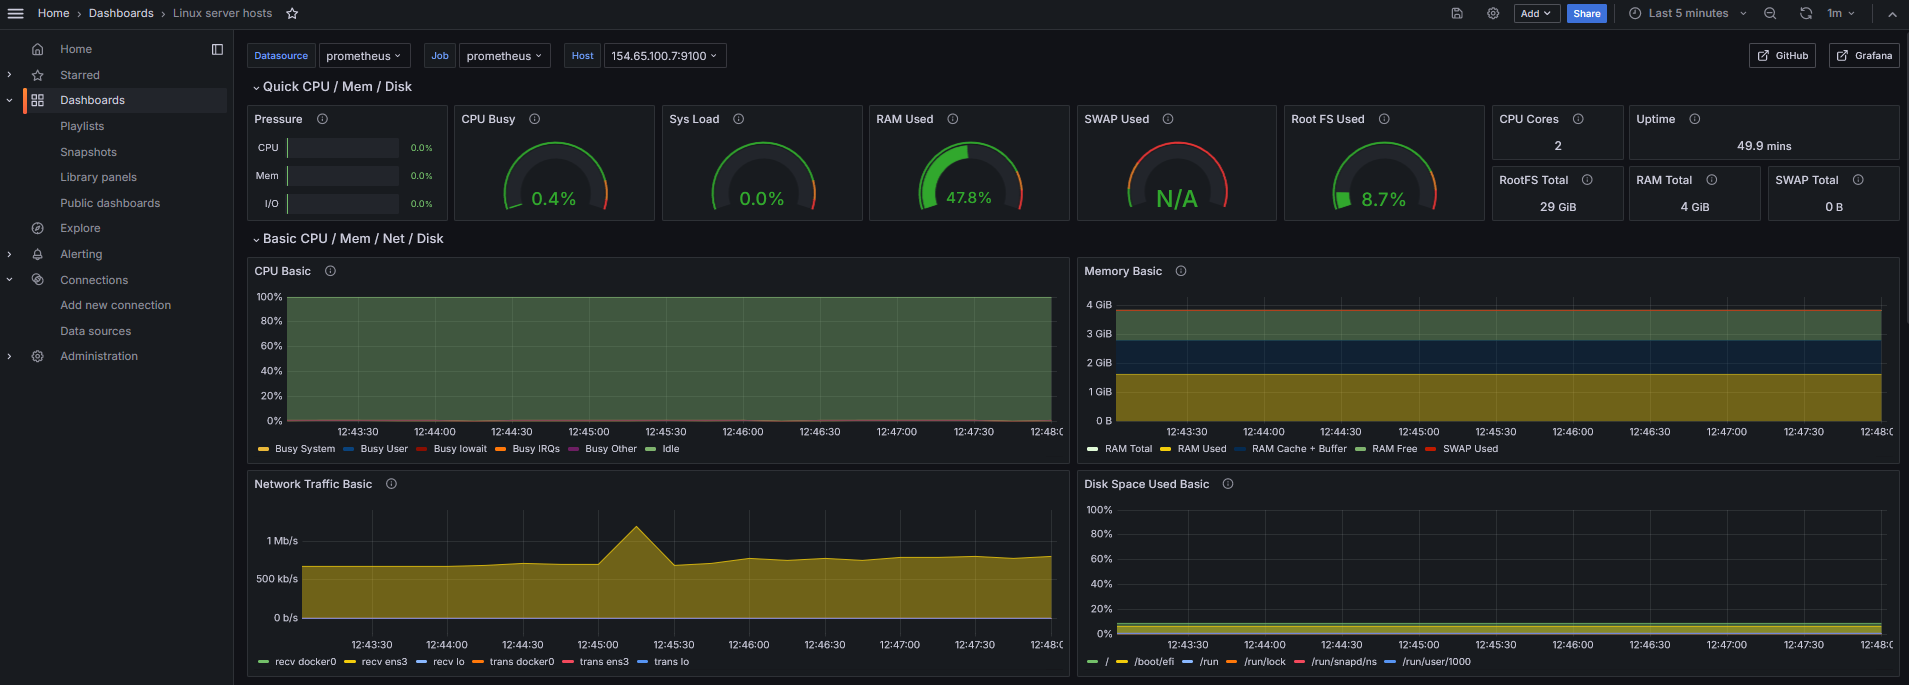 Home › Dashboards › Linux server hosts
Add
Share
Last 5 minutes
1m
Home
Starred
Dashboards
Playlists
Snapshots
Library panels
Public dashboards
Explore
Alerting
Connections
Add new connection
Data sources
Administration
Datasource prometheus Job prometheus Host 154.65.100.7:9100
GitHub Grafana
Quick CPU / Mem / Disk
Pressure
CPU 0.0%
Mem 0.0%
I/O 0.0%
CPU Busy
0.4%
Sys Load
0.0%
RAM Used
47.8%
SWAP Used
N/A
Root FS Used
8.7%
CPU Cores
2
Uptime
49.9 mins
RootFS Total
29 GiB
RAM Total
4 GiB
SWAP Total
0 B
Basic CPU / Mem / Net / Disk
CPU Basic
100%
80%
60%
40%
20%
0%
12:43:30 12:44:00 12:44:30 12:45:00 12:45:30 12:46:00 12:46:30 12:47:00 12:47:30 12:48:0
Busy System Busy User Busy Iowait Busy IRQs Busy Other Idle
Memory Basic
4 GiB
3 GiB
2 GiB
1 GiB
0 B
12:43:30 12:44:00 12:44:30 12:45:00 12:45:30 12:46:00 12:46:30 12:47:00 12:47:30 12:48:0
RAM Total RAM Used RAM Cache + Buffer RAM Free SWAP Used
Network Traffic Basic
1 Mb/s
500 kb/s
0 b/s
12:43:30 12:44:00 12:44:30 12:45:00 12:45:30 12:46:00 12:46:30 12:47:00 12:47:30 12:48:0
recv docker0 recv ens3 recv lo trans docker0 trans ens3 trans lo
Disk Space Used Basic
100%
80%
60%
40%
20%
0%
12:43:30 12:44:00 12:44:30 12:45:00 12:45:30 12:46:00 12:46:30 12:47:00 12:47:30 12:48:0
/ /boot/efi /run /run/lock /run/snapd/ns /run/user/1000